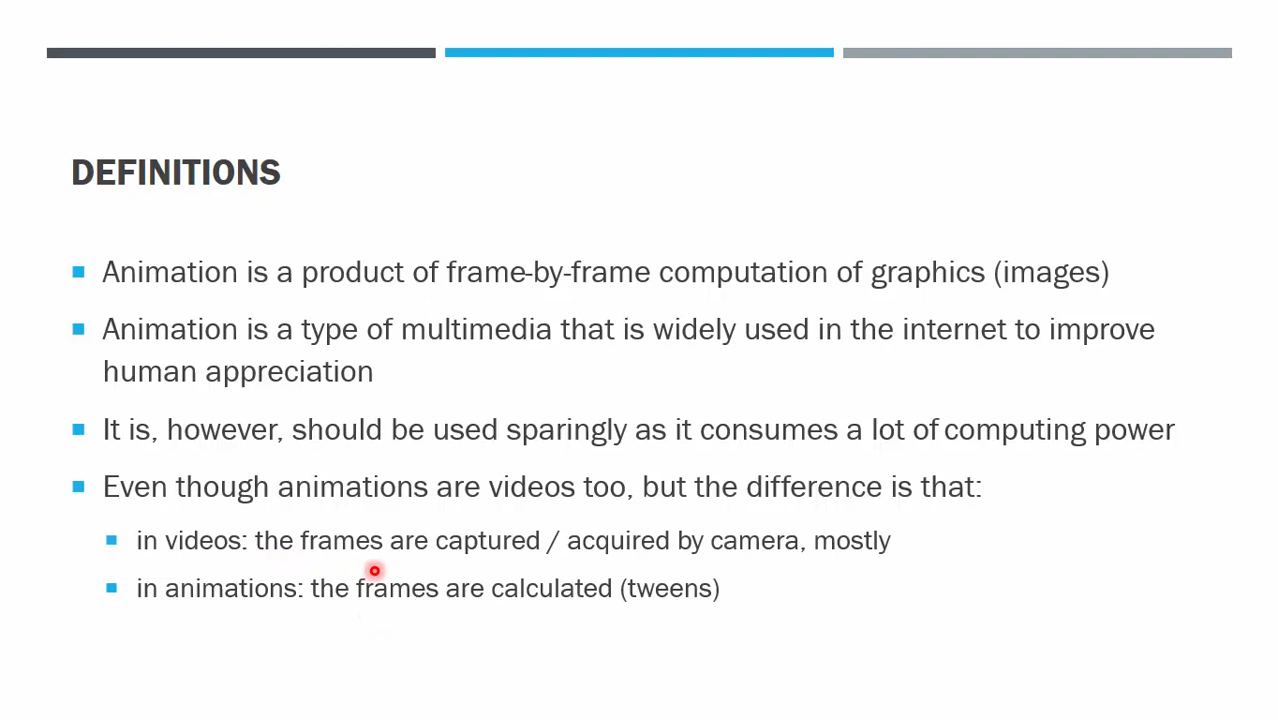 DEFINITIONS
Animation is a product of frame-by-frame computation of graphics (images)
Animation is a type of multimedia that is widely used in the internet to improve
human appreciation
It is, however, should be used sparingly as it consumes a lot of computing power
Even though animations are videos too, but the difference is that:
in videos: the frames are captured / acquired by camera, mostly
in animations: the frames are calculated (tweens)